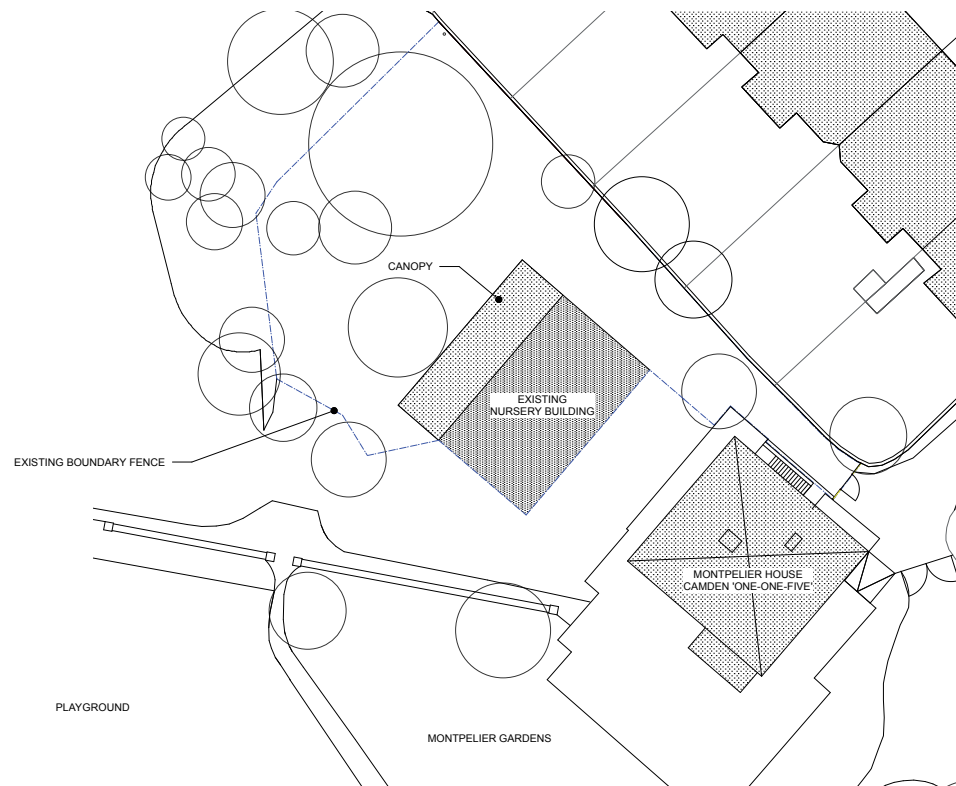 CANOPY
EXISTING
NURSERY BUILDING
EXISTING BOUNDARY FENCE
MONTPELIER HOUSE
CAMDEN 'ONE-ONE-FIVE'
PLAYGROUND
MONTPELIER GARDENS